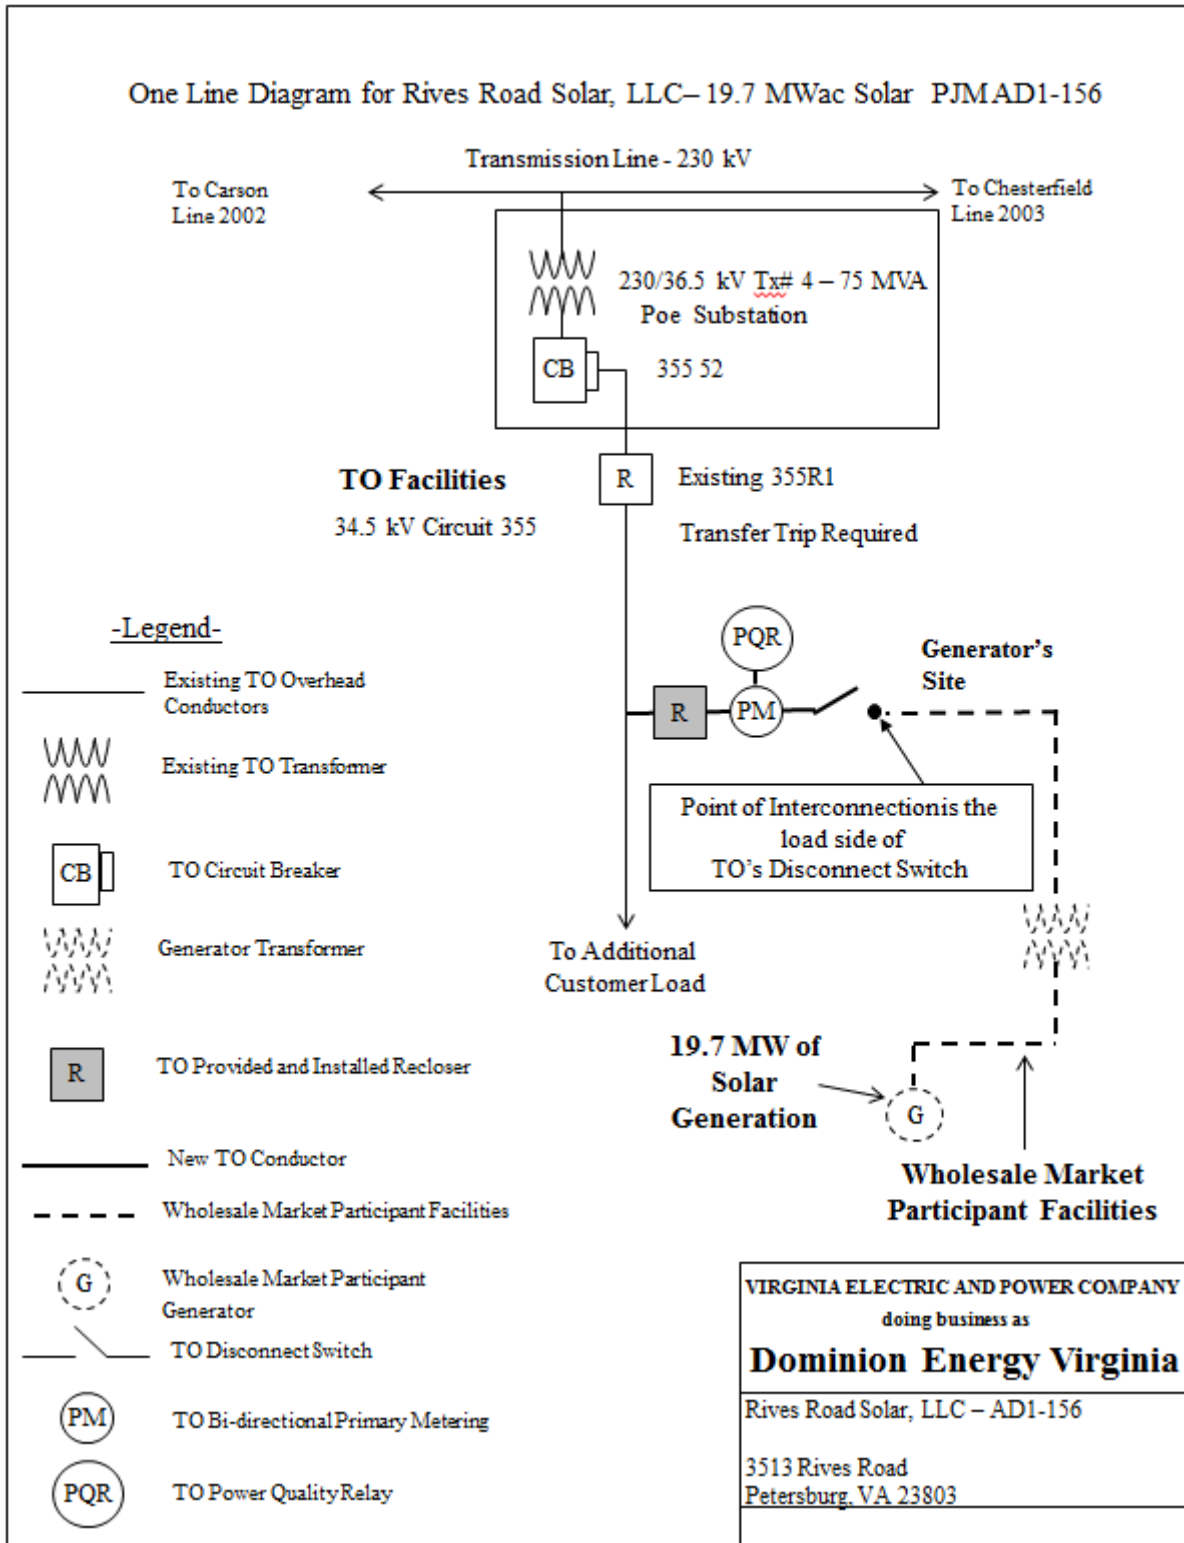 One Line Diagram for Rives Road Solar, LLC– 19.7 MWac Solar PJM AD1-156
Transmission Line - 230 kV
To Carson
Line 2002
To Chesterfield
Line 2003
230/36.5 kV Tx# 4 – 75 MVA
Poe Substation
CB
355 52
TO Facilities
34.5 kV Circuit 355
R
Existing 355R1
Transfer Trip Required
PQR
R
PM
Generator's
Site
Point of Interconnectionis the
load side of
TO's Disconnect Switch
To Additional
Customer Load
19.7 MW of
Solar
Generation
G
Wholesale Market
Participant Facilities
-Legend-
Existing TO Overhead
Conductors
Existing TO Transformer
CB
TO Circuit Breaker
Generator Transformer
R
TO Provided and Installed Recloser
New TO Conductor
Wholesale Market Participant Facilities
G
Wholesale Market Participant
Generator
TO Disconnect Switch
PM
TO Bi-directional Primary Metering
PQR
TO Power Quality Relay
VIRGINIA ELECTRIC AND POWER COMPANY
doing business as
Dominion Energy Virginia
Rives Road Solar, LLC – AD1-156
3513 Rives Road
Petersburg, VA 23803